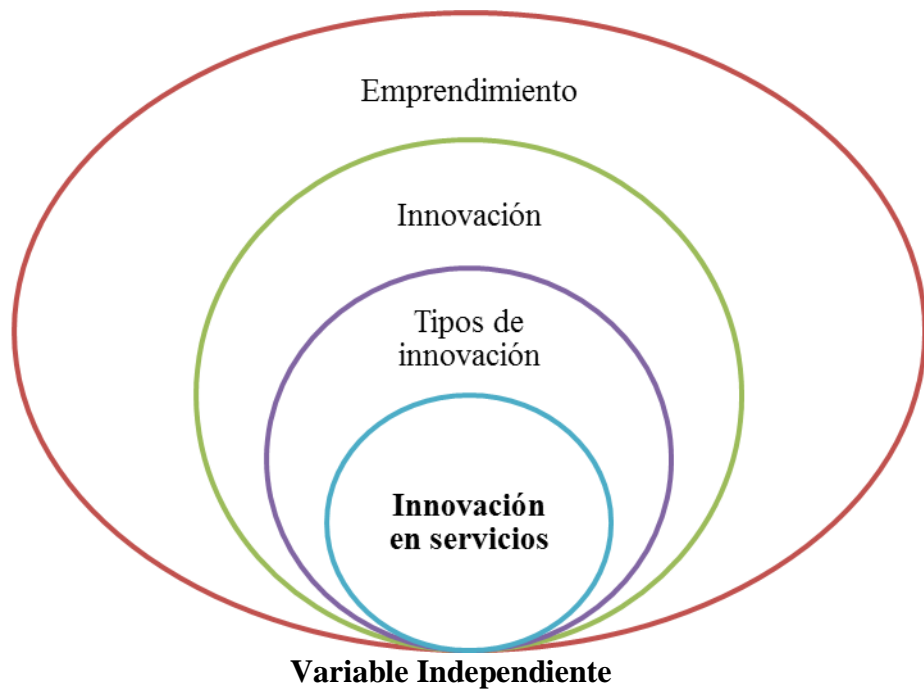 Emprendimiento
Innovación
Tipos de
innovación
Innovación
en servicios
Variable Independiente